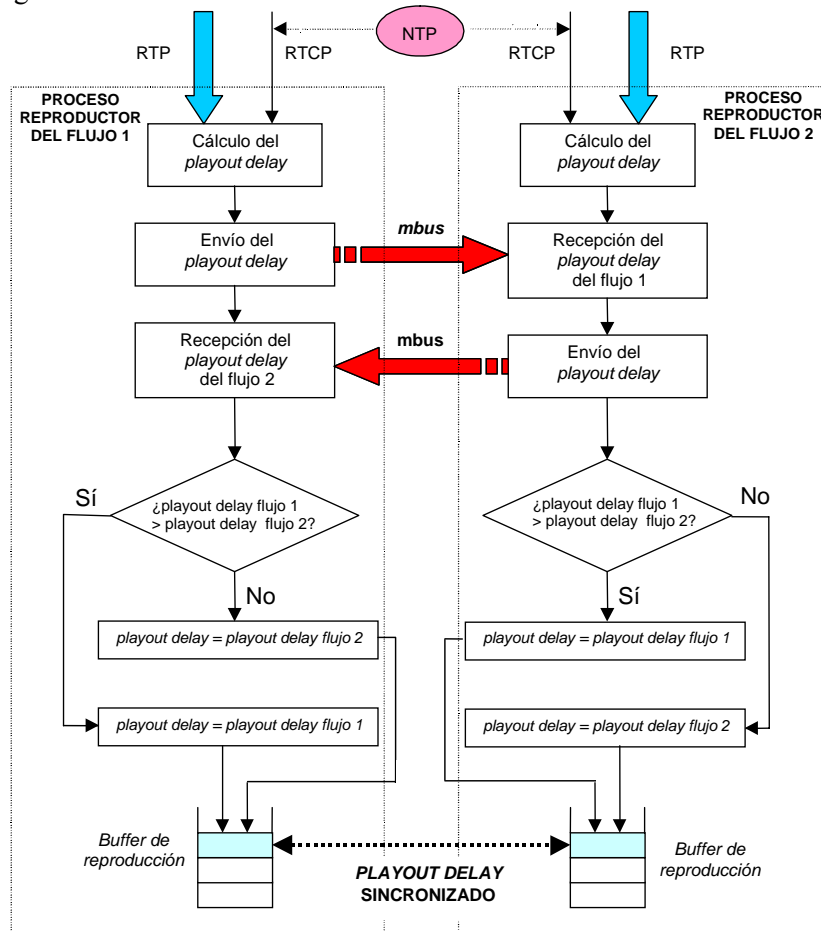 g
NTP
RTP
RTCP
RTCP
RTP
PROCESO
REPRODUCTOR
DEL FLUJO 1
PROCESO
REPRODUCTOR
DEL FLUJO 2
Cálculo del
playout delay
Cálculo del
playout delay
Envío del
playout delay
mbus
Recepción del
playout delay
del flujo 1
Recepción del
playout delay
del flujo 2
mbus
Envío del
playout delay
Sí
¿playout delay flujo 1
> playout delay flujo 2?
¿playout delay flujo 1
> playout delay flujo 2?
No
No
Sí
playout delay = playout delay flujo 2
playout delay = playout delay flujo 1
playout delay = playout delay flujo 1
playout delay = playout delay flujo 2
Buffer de
reproducción
PLAYOUT DELAY
SINCRONIZADO
Buffer de
reproducción